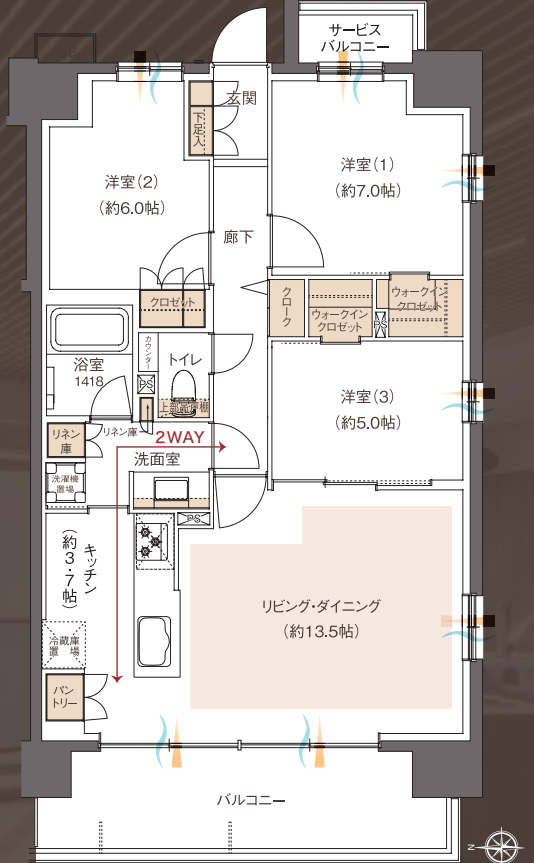 サービス
バルコニー
玄関
下足入
洋室(1)
(約7.0帖)
洋室(2)
(約6.0帖)
廊下
クロゼット
クローク
ウォークイン
クロゼット
ウォークイン
クロゼット
PS
カウンター
トイレ
浴室
1418
PS
上部吊戸棚
洋室(3)
(約5.0帖)
リネン
庫
リネン庫
2WAY
洗面室
洗濯機
置場
PS
キッチン
(約3・7帖)
リビング・ダイニング
(約13.5帖)
冷蔵庫
置場
パン
トリー
バルコニー
N